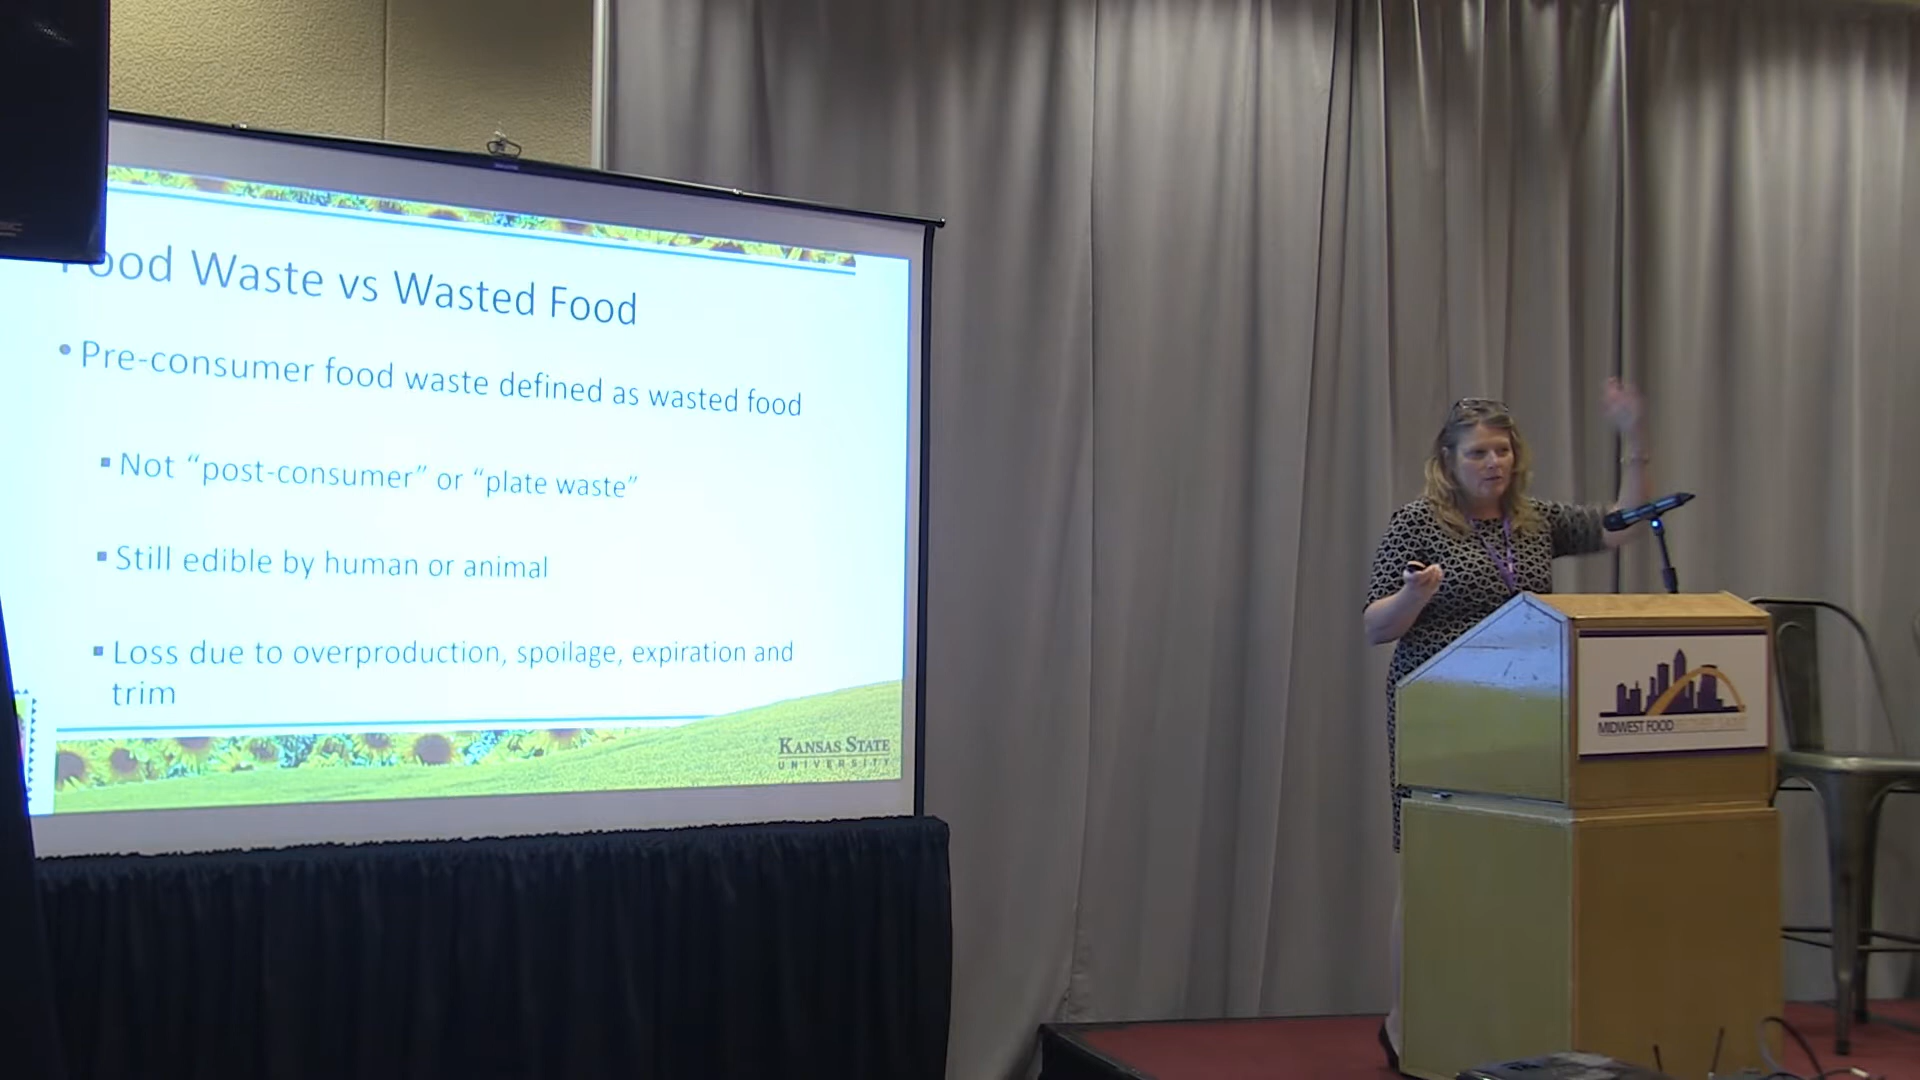 Food Waste vs Wasted Food
• Pre-consumer food waste defined as wasted food
▪ Not “post-consumer” or “plate waste”
▪ Still edible by human or animal
▪ Loss due to overproduction, spoilage, expiration and
trim
KANSAS STATE
UNIVERSITY
MIDWEST FOOD